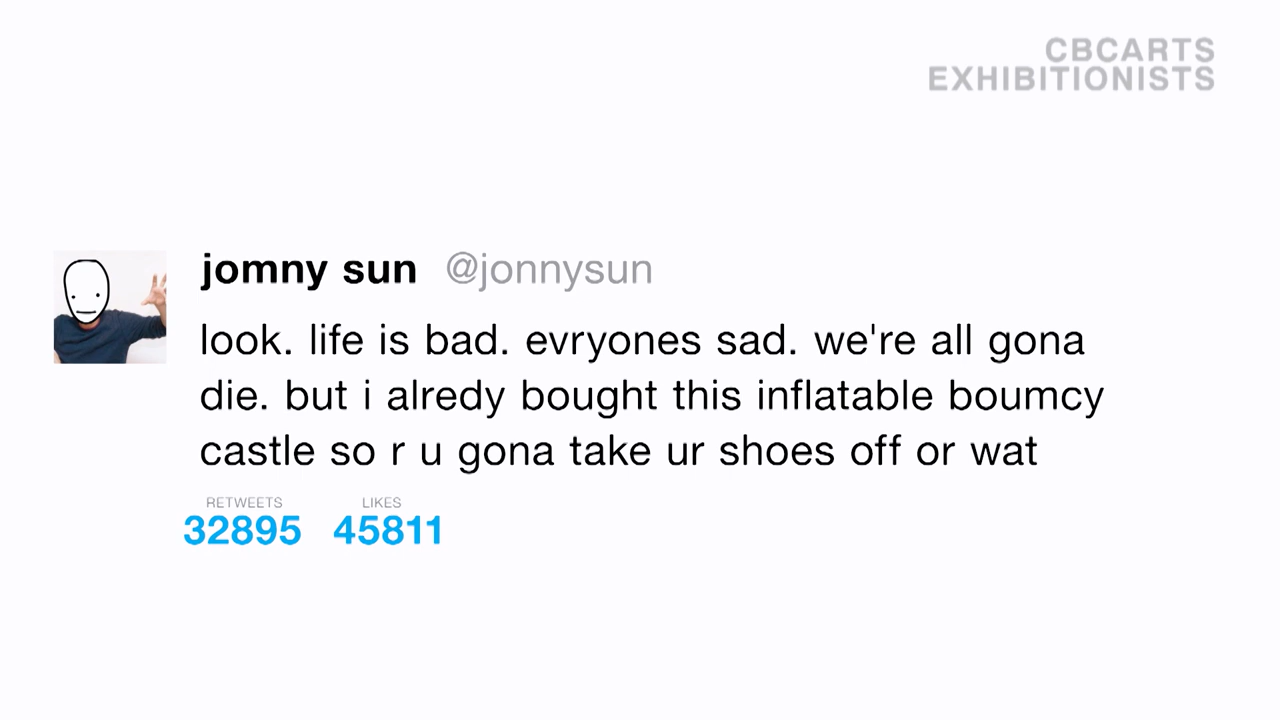 CBCARTS
EXHIBITIONISTS
jomny sun @jonnysun
look. life is bad. evryones sad. we're all gona
die. but i alredy bought this inflatable boumcy
castle so r u gona take ur shoes off or wat
RETWEETS LIKES
32895 45811